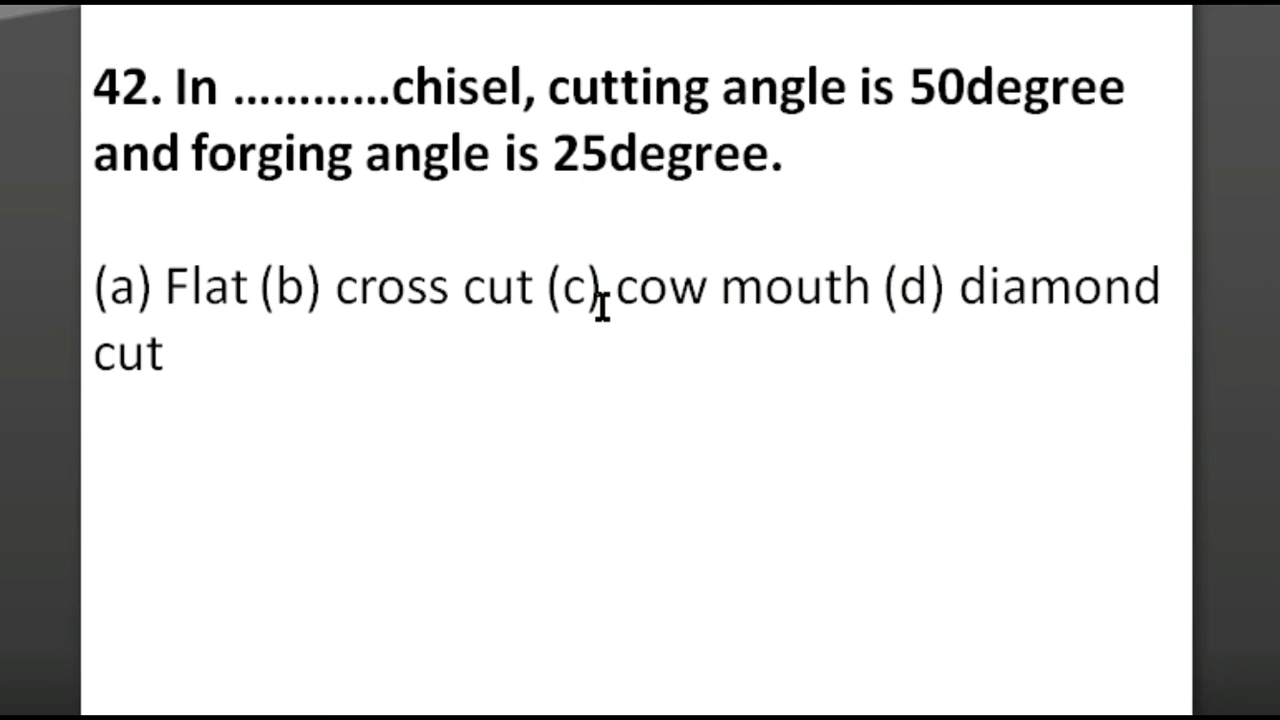 42. In ............chisel, cutting angle is 50degree
and forging angle is 25degree.
(a) Flat (b) cross cut (c) cow mouth (d) diamond
cut